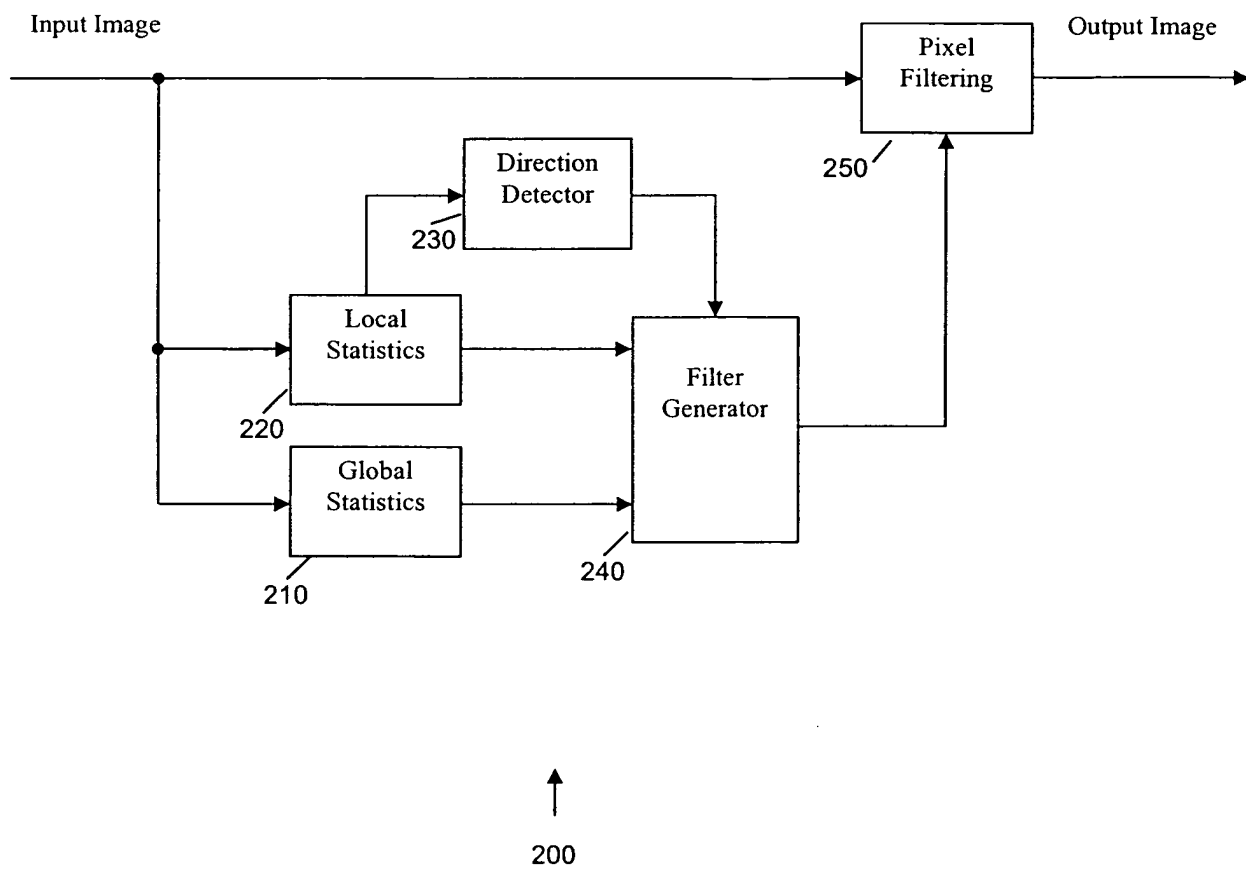 Input Image
Output Image
Pixel
Filtering
250
Direction
Detector
230
Local
Statistics
220
Filter
Generator
240
Global
Statistics
210
200